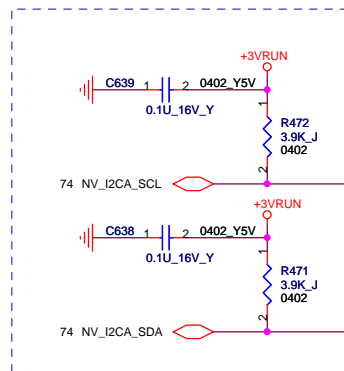 +3VRUN
C639 1 2 0402_Y5V
0.1U_16V_Y
1
R472
3.9K_J
0402
2
74 NV_I2CA_SCL
+3VRUN
C638 1 2 0402_Y5V
0.1U_16V_Y
1
R471
3.9K_J
0402
2
74 NV_I2CA_SDA